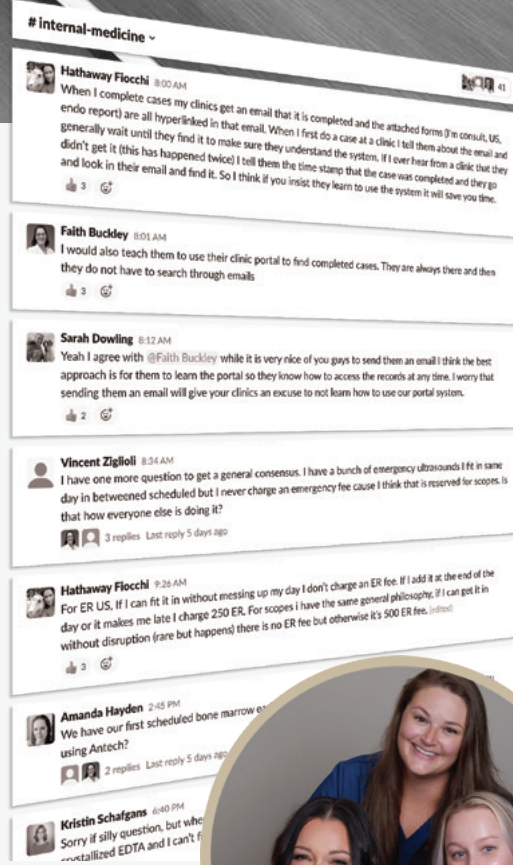 # internal-medicine
41
Hathaway Fiocchi 8:00 AM
When I complete cases my clinics get an email that it is completed and the attached forms (I'm consult, US,
endo report) are all hyperlinked in that email. When I first do a case at a clinic I tell them about the email and
generally wait until they find it to make sure they understand the system. If I ever hear from a clinic that they
didn't get it (this has happened twice) I tell them the time stamp that the case was completed and they go
and look in their email and find it. So I think if you insist they learn to use the system it will save you time.
3
Faith Buckley 8:01 AM
I would also teach them to use their clinic portal to find completed cases. They are always there and then
they do not have to search through emails
3
Sarah Dowling 8:12 AM
Yeah I agree with @Faith Buckley while it is very nice of you guys to send them an email I think the best
approach is for them to learn the portal so they know how to access the records at any time. I worry that
sending them an email will give your clinics an excuse to not learn how to use our portal system.
2
Vincent Ziglioli 8:34 AM
I have one more question to get a general consensus. I have a bunch of emergency ultrasounds I fit in same
day in betweened scheduled but I never charge an emergency fee cause I think that is reserved for scopes. Is
that how everyone else is doing it?
3 replies Last reply 5 days ago
Hathaway Fiocchi 9:26 AM
For ER US, If I can fit it in without messing up my day I don't charge an ER fee. If I add it at the end of the
day or it makes me late I charge 250 ER. For scopes i have the same general philosophy, if I can get it in
without disruption (rare but happens) there is no ER fee but otherwise it's 500 ER fee. (edited)
3
Amanda Hayden 2:45 PM
We have our first scheduled bone marrow
using Antech?
2 replies Last reply 5 days ago
Kristin Schafgans 6:40 PM
Sorry if silly question, but
crystallized EDTA and I can't